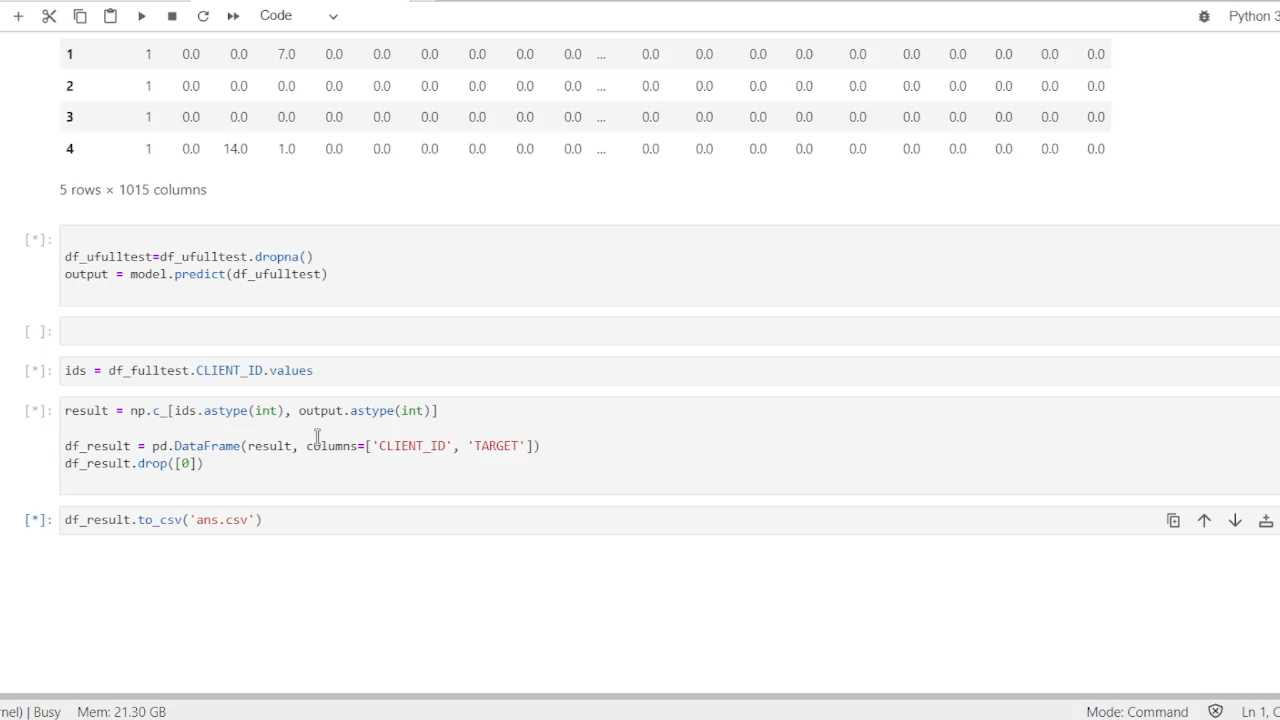 Code
Python 3
1 1 0.0 0.0 7.0 0.0 0.0 0.0 0.0 0.0 0.0 ... 0.0 0.0 0.0 0.0 0.0 0.0 0.0 0.0 0.0 0.0
2 1 0.0 0.0 0.0 0.0 0.0 0.0 0.0 0.0 0.0 ... 0.0 0.0 0.0 0.0 0.0 0.0 0.0 0.0 0.0 0.0
3 1 0.0 0.0 0.0 0.0 0.0 0.0 0.0 0.0 0.0 ... 0.0 0.0 0.0 0.0 0.0 0.0 0.0 0.0 0.0 0.0
4 1 0.0 14.0 1.0 0.0 0.0 0.0 0.0 0.0 0.0 ... 0.0 0.0 0.0 0.0 0.0 0.0 0.0 0.0 0.0 0.0
5 rows × 1015 columns
[*]:
df_ufulltest=df_ufulltest.dropna()
output = model.predict(df_ufulltest)
[ ]:
[*]: ids = df_fulltest.CLIENT_ID.values
[*]: result = np.c_[ids.astype(int), output.astype(int)]
df_result = pd.DataFrame(result, columns=['CLIENT_ID', 'TARGET'])
df_result.drop([0])
[*]: df_result.to_csv('ans.csv')
nel) | Busy Mem: 21.30 GB
Mode: Command Ln 1, C